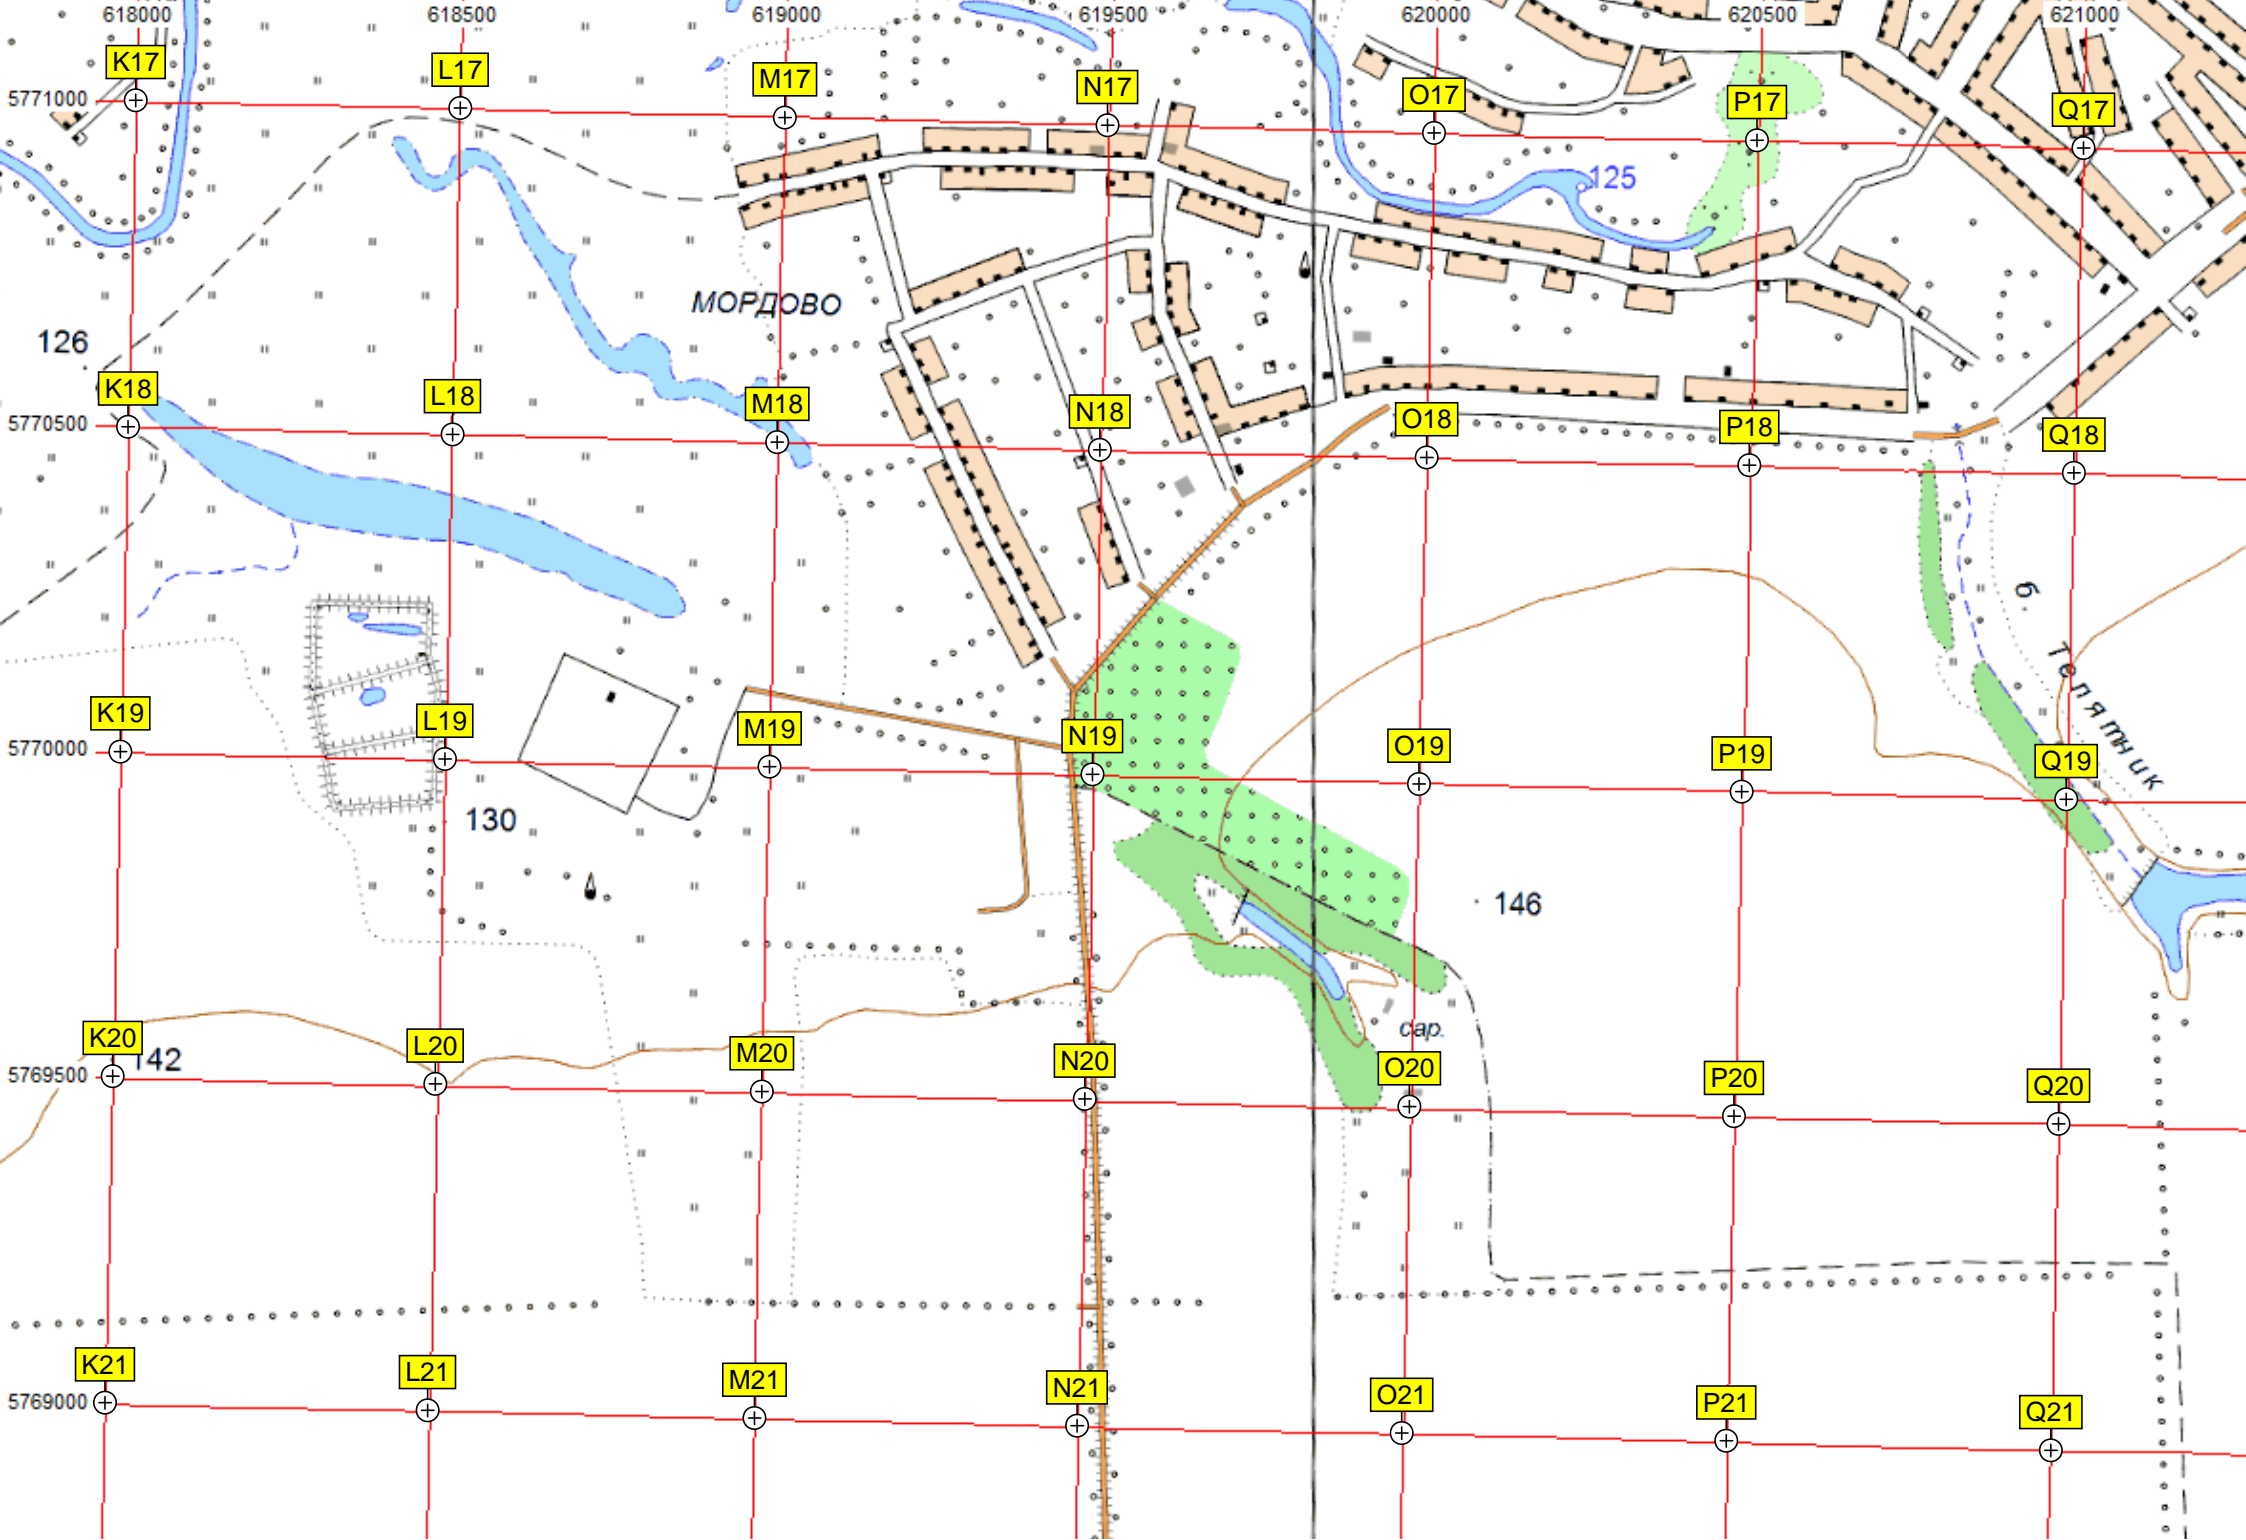 618000 618500 619000 619500 620000 620500 621000
K17 L17 M17 N17 O17 P17 Q17
5771000
125
МОРДОВО
126
K18 L18 M18 N18 O18 P18 Q18
5770500
б. Телятник
K19 L19 M19 N19 O19 P19 Q19
5770000
130
146
сар.
K20 L20 M20 N20 O20 P20 Q20
142
5769500
K21 L21 M21 N21 O21 P21 Q21
5769000